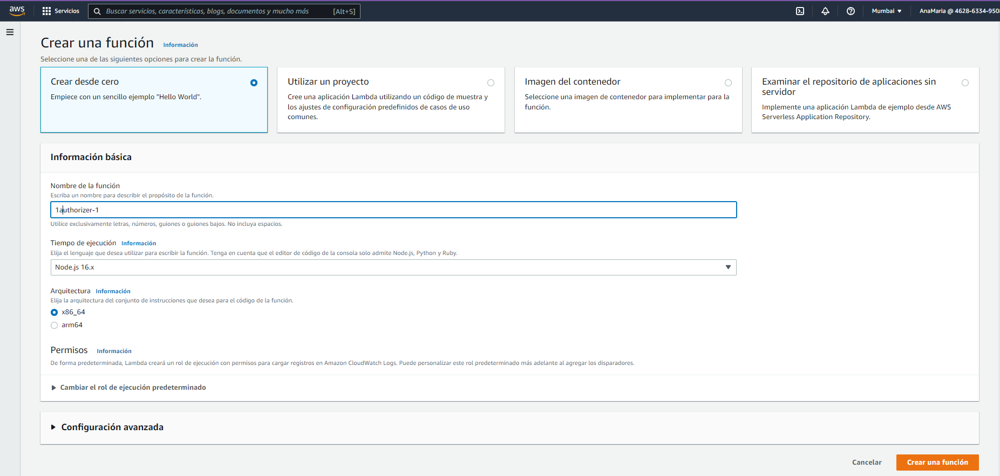 aws
Servicios
Buscar servicios, características, blogs, documentos y mucho más
[Alt+S]
Mumbai
AnaMaria @ 4628-6334-950
Crear una función
Información
Seleccione una de las siguientes opciones para crear la función.
Crear desde cero
Empiece con un sencillo ejemplo "Hello World".
Utilizar un proyecto
Cree una aplicación Lambda utilizando un código de muestra y
los ajustes de configuración predefinidos de casos de uso
comunes.
Imagen del contenedor
Seleccione una imagen de contenedor para implementar para la
función.
Examinar el repositorio de aplicaciones sin
servidor
Implemente una aplicación Lambda de ejemplo desde AWS
Serverless Application Repository.
Información básica
Nombre de la función
Escriba un nombre para describir el propósito de la función.
1authorizer-1
Utilice exclusivamente letras, números, guiones o guiones bajos. No incluya espacios.
Tiempo de ejecución
Información
Elija el lenguaje que desea utilizar para escribir la función. Tenga en cuenta que el editor de código de la consola solo admite Node.js, Python y Ruby.
Node.js 16.x
Arquitectura
Información
Elija la arquitectura del conjunto de instrucciones que desea para el código de la función.
x86_64
arm64
Permisos
Información
De forma predeterminada, Lambda creará un rol de ejecución con permisos para cargar registros en Amazon CloudWatch Logs. Puede personalizar este rol predeterminado más adelante al agregar los disparadores.
Cambiar el rol de ejecución predeterminado
Configuración avanzada
Cancelar
Crear una función